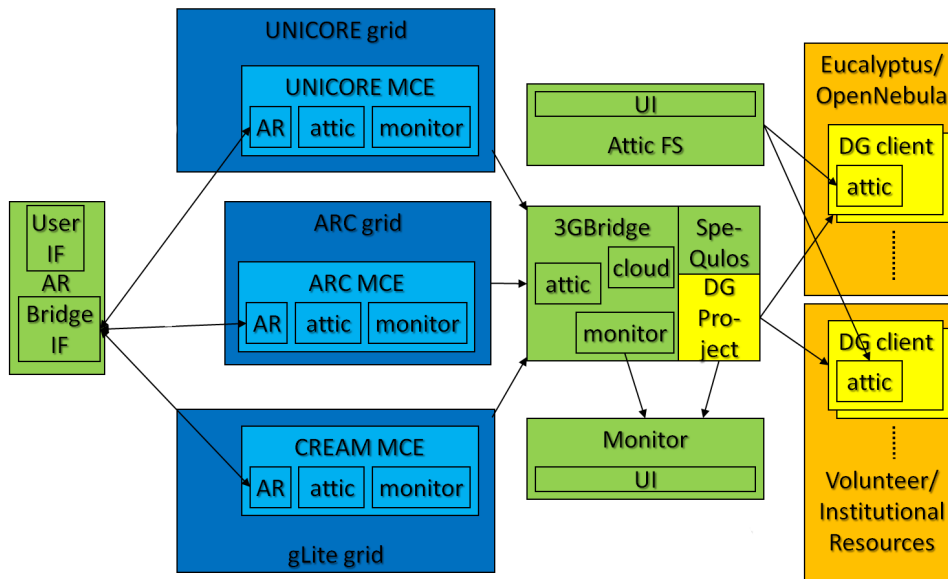 User
IF
AR
Bridge
IF
UNICORE grid
UNICORE MCE
AR
attic
monitor
ARC grid
ARC MCE
AR
attic
monitor
CREAM MCE
AR
attic
monitor
gLite grid
UI
Attic FS
3GBridge
attic
cloud
monitor
Spe-
Qulos
DG
Pro-
ject
Monitor
UI
Eucalyptus/
OpenNebula
DG client
attic
DG client
attic
Volunteer/
Institutional
Resources